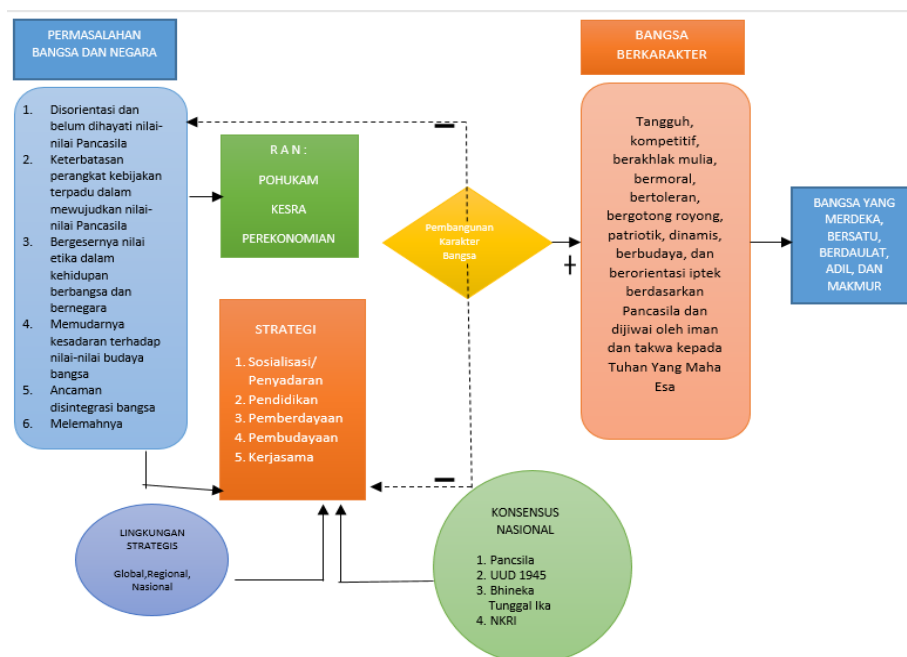 PERMASALAHAN
BANGSA DAN NEGARA
1. Disorientasi dan
belum dihayati nilai-
nilai Pancasila
2. Keterbatasan
perangkat kebijakan
terpadu dalam
mewujudkan nilai-
nilai Pancasila
3. Bergesernya nilai
etika dalam
kehidupan
berbangsa dan
bernegara
4. Memudarnya
kesadaran terhadap
nilai-nilai budaya
bangsa
5. Ancaman
disintegrasi bangsa
6. Melemahnya
R A N :
POHUKAM
KESRA
PEREKONOMIAN
STRATEGI
1. Sosialisasi/
Penyadaran
2. Pendidikan
3. Pemberdayaan
4. Pembudayaan
5. Kerjasama
LINGKUNGAN
STRATEGIS
Global,Regional,
Nasional
KONSENSUS
NASIONAL
1. Pancsila
2. UUD 1945
3. Bhineka
Tunggal Ika
4. NKRI
Pembangunan
Karakter
Bangsa
−
+
−
BANGSA
BERKARAKTER
Tangguh,
kompetitif,
berakhlak mulia,
bermoral,
bertoleran,
bergotong royong,
patriotik, dinamis,
berbudaya, dan
berorientasi iptek
berdasarkan
Pancasila dan
dijiwai oleh iman
dan takwa kepada
Tuhan Yang Maha
Esa
BANGSA YANG
MERDEKA,
BERSATU,
BERDAULAT,
ADIL, DAN
MAKMUR